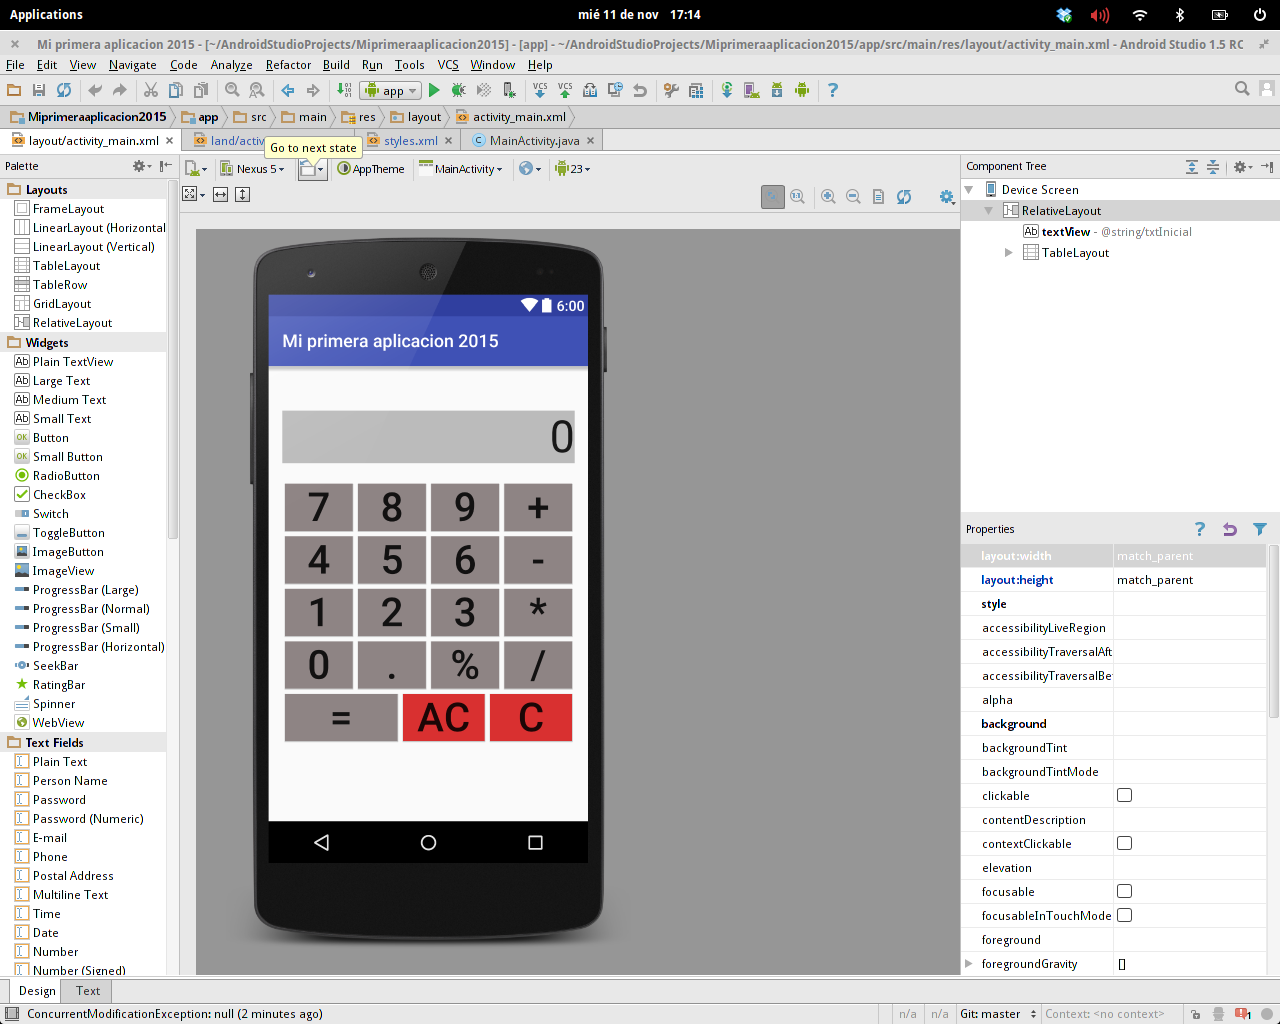 Applications
mié 11 de nov 17:14
Mi primera aplicacion 2015 - [~/AndroidStudioProjects/Miprimeraaplicacion2015] - [app] - ~/AndroidStudioProjects/Miprimeraaplicacion2015/app/src/main/res/layout/activity_main.xml - Android Studio 1.5 RC
File Edit View Navigate Code Analyze Refactor Build Run Tools VCS Window Help
app
VCS VCS
Miprimeraaplicacion2015 app src main res layout activity_main.xml
layout/activity_main.xml land/activ styles.xml MainActivity.java
Go to next state
Palette
Nexus 5 AppTheme MainActivity 23
Layouts
FrameLayout
LinearLayout (Horizontal
LinearLayout (Vertical)
TableLayout
TableRow
GridLayout
RelativeLayout
Widgets
Plain TextView
Large Text
Medium Text
Small Text
Button
Small Button
RadioButton
CheckBox
Switch
ToggleButton
ImageButton
ImageView
ProgressBar (Large)
ProgressBar (Normal)
ProgressBar (Small)
ProgressBar (Horizontal)
SeekBar
RatingBar
Spinner
WebView
Text Fields
Plain Text
Person Name
Password
Password (Numeric)
E-mail
Phone
Postal Address
Multiline Text
Time
Date
Number
Number (Signed)
6:00
Mi primera aplicacion 2015
0
7 8 9 +
4 5 6 -
1 2 3 *
0 . % /
= AC C
Component Tree
Device Screen
RelativeLayout
Ab textView - @string/txtInicial
TableLayout
Properties
layout:width match_parent
layout:height match_parent
style
accessibilityLiveRegion
accessibilityTraversalAft
accessibilityTraversalBe
alpha
background
backgroundTint
backgroundTintMode
clickable
contentDescription
contextClickable
elevation
focusable
focusableInTouchMode
foreground
foregroundGravity []
Design Text
ConcurrentModificationException: null (2 minutes ago)
n/a n/a Git: master Context: <no context> 1